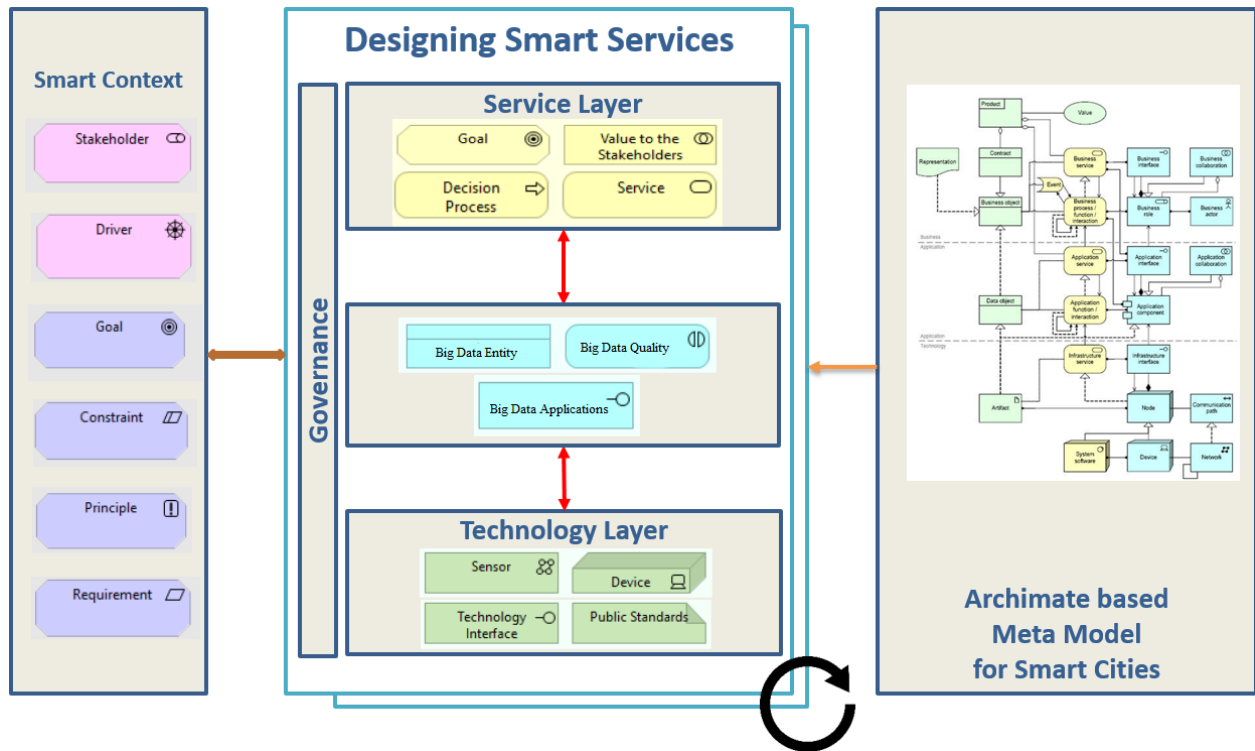 Smart Context
Stakeholder
Driver
Goal
Constraint
Principle
Requirement
Designing Smart Services
Governance
Service Layer
Goal
Value to the
Stakeholders
Decision
Process
Service
Big Data Entity
Big Data Quality
Big Data Applications
Technology Layer
Sensor
Device
Technology
Interface
Public Standards
Product
Value
Contract
Representation
Business
service
Business
interface
Business
collaboration
Event
Business object
Business
process /
function /
interaction
Business
role
Business
actor
Business
Application
Application
service
Application
interface
Application
collaboration
Data object
Application
function /
interaction
Application
component
Application
Technology
Infrastructure
service
Infrastructure
interface
Artifact
Node
Communication
path
System
software
Device
Network
Archimate based
Meta Model
for Smart Cities